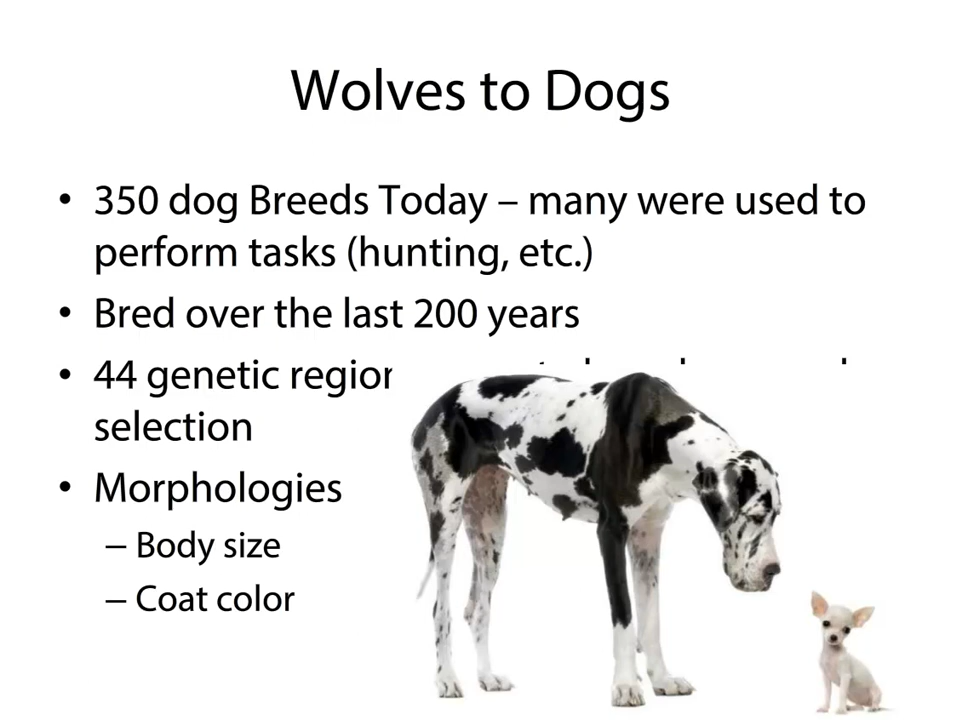 Wolves to Dogs
• 350 dog Breeds Today – many were used to
perform tasks (hunting, etc.)
• Bred over the last 200 years
• 44 genetic region
selection
• Morphologies
– Body size
– Coat color